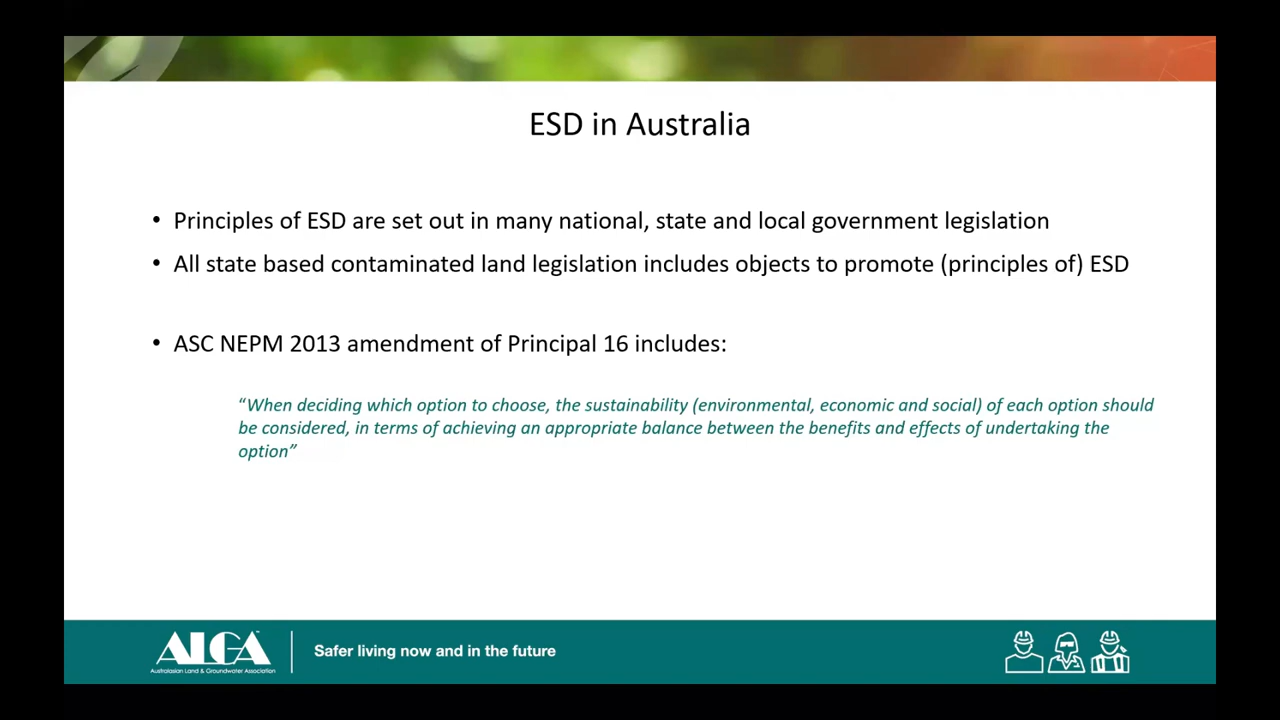 ESD in Australia
• Principles of ESD are set out in many national, state and local government legislation
• All state based contaminated land legislation includes objects to promote (principles of) ESD
• ASC NEPM 2013 amendment of Principal 16 includes:
“When deciding which option to choose, the sustainability (environmental, economic and social) of each option should
be considered, in terms of achieving an appropriate balance between the benefits and effects of undertaking the
option”
ALGA
Australasian Land & Groundwater Association
Safer living now and in the future